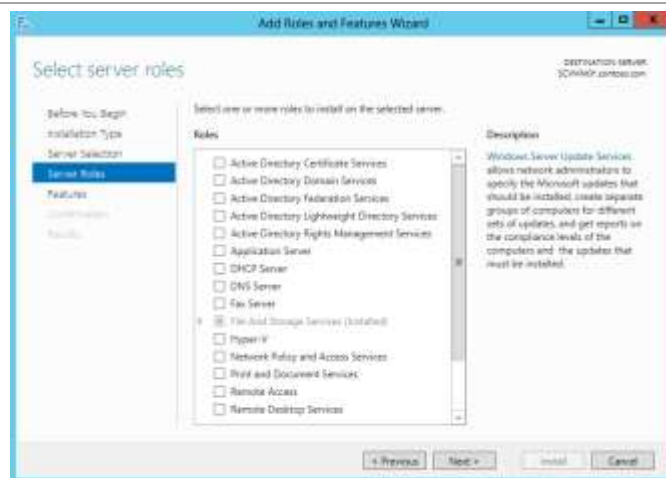 Add Roles and Features Wizard
Select server roles
DESTINATION SERVER
Before You Begin
Installation Type
Server Selection
Server Roles
Features
Confirmation
Results
Select one or more roles to install on the selected server.
Roles
Active Directory Certificate Services
Active Directory Domain Services
Active Directory Federation Services
Active Directory Lightweight Directory Services
Active Directory Rights Management Services
Application Server
DHCP Server
DNS Server
Fax Server
File And Storage Services (Installed)
Hyper-V
Network Policy and Access Services
Print and Document Services
Remote Access
Remote Desktop Services
Description
Windows Server Update Services
allows network administrators to
specify the Microsoft updates that
should be installed, create separate
groups of computers for different
sets of updates, and get reports on
the compliance levels of the
computers and the updates that
must be installed.
< Previous
Next >
Install
Cancel